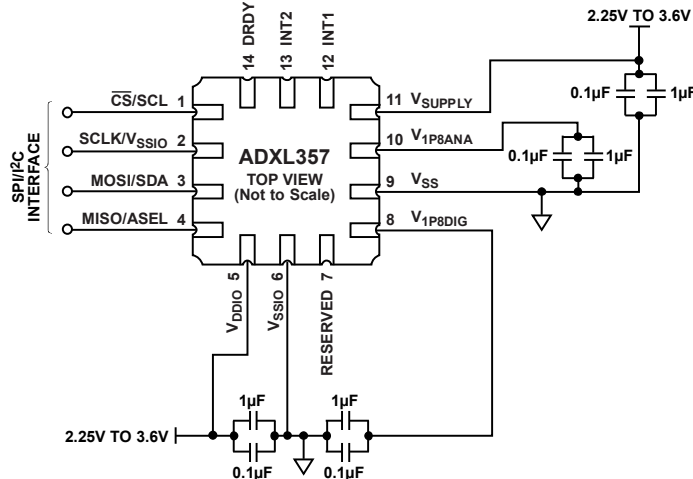 2.25V TO 3.6V
14 DRDY
13 INT2
12 INT1
0.1µF
1µF
SPI/I2C
INTERFACE
CS/SCL 1
SCLK/VSSIO 2
MOSI/SDA 3
MISO/ASEL 4
ADXL357
TOP VIEW
(Not to Scale)
11 VSUPPLY
10 V1P8ANA
9 VSS
8 V1P8DIG
0.1µF
1µF
VDDIO 5
VSSIO 6
RESERVED 7
2.25V TO 3.6V
1µF
0.1µF
1µF
0.1µF